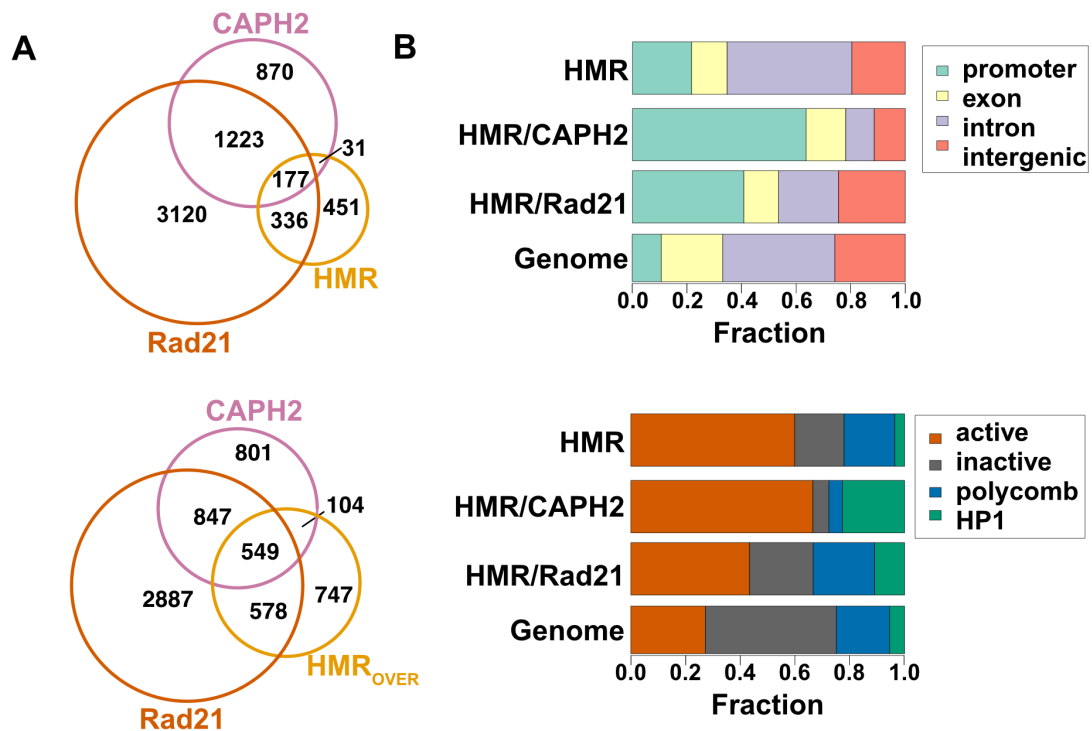 A
CAPH2
870
1223
31
177
3120
336
451
HMR
Rad21
CAPH2
801
847
104
549
2887
578
747
HMR_OVER
Rad21
B
HMR
HMR/CAPH2
HMR/Rad21
Genome
0.0 0.2 0.4 0.6 0.8 1.0
Fraction
promoter
exon
intron
intergenic
HMR
HMR/CAPH2
HMR/Rad21
Genome
0.0 0.2 0.4 0.6 0.8 1.0
Fraction
active
inactive
polycomb
HP1